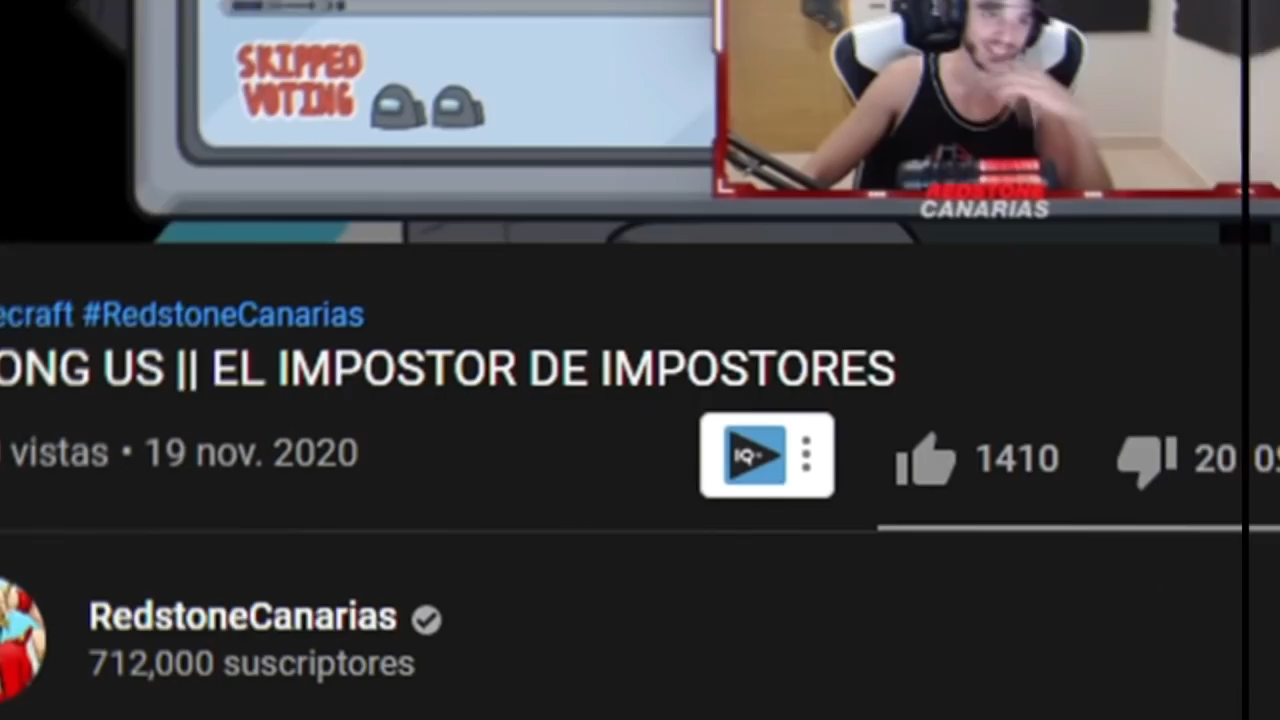 SKIPPED
VOTING
REDSTONE
CANARIAS
ecraft #RedstoneCanarias
ONG US || EL IMPOSTOR DE IMPOSTORES
vistas • 19 nov. 2020
IQ
1410
20
RedstoneCanarias
712,000 suscriptores